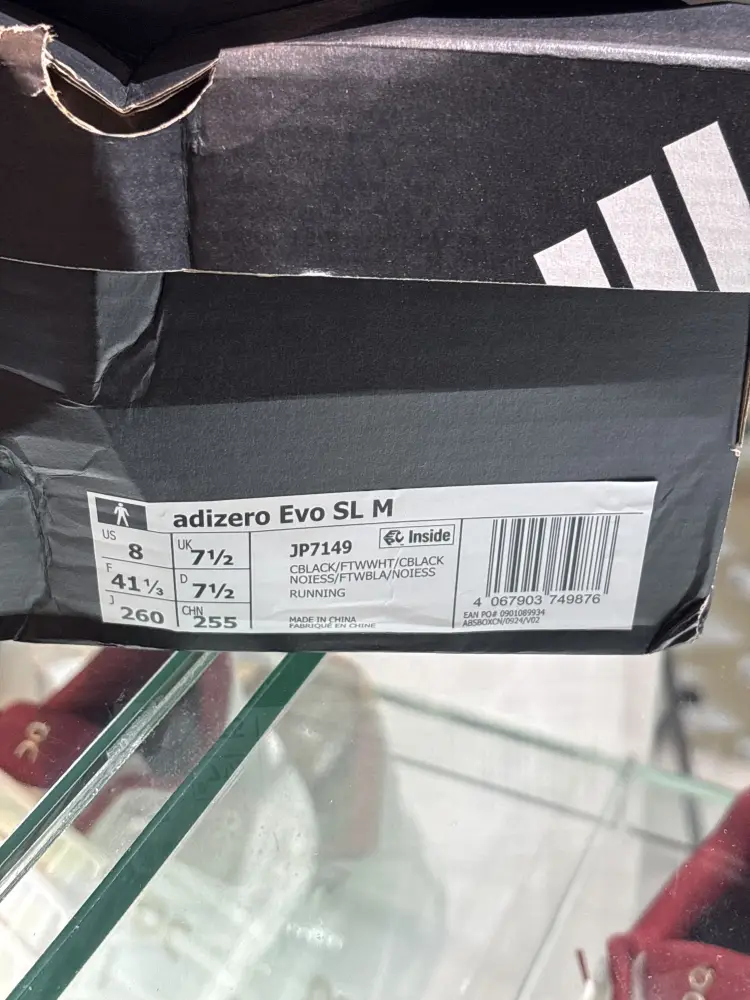 adizero Evo SL M
US
8
UK
7½
F
41⅓
D
7½
J
260
CHN
255
JP7149
Inside
CBLACK/FTWWHT/CBLACK
NOIESS/FTWBLA/NOIESS
RUNNING
MADE IN CHINA
FABRIQUÉ EN CHINE
4 067903 749876
EAN PO# 0901089934
ABSBOXCN/0924/V02